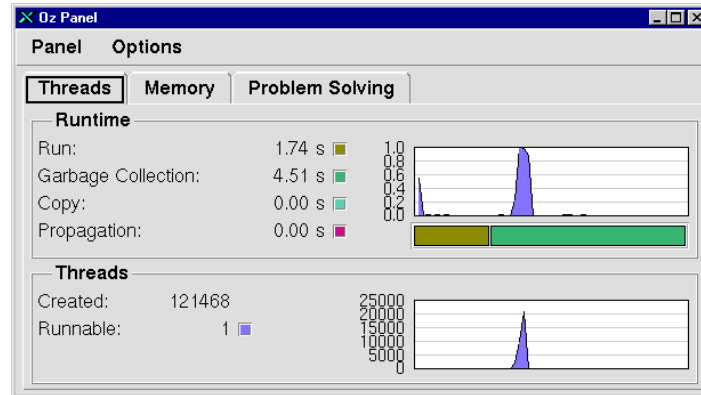 Oz Panel
Panel Options
Threads Memory Problem Solving
Runtime
Run: 1.74 s
Garbage Collection: 4.51 s
Copy: 0.00 s
Propagation: 0.00 s
1.0
0.8
0.6
0.4
0.2
0.0
Threads
Created: 121468
Runnable: 1
25000
20000
15000
10000
5000
0